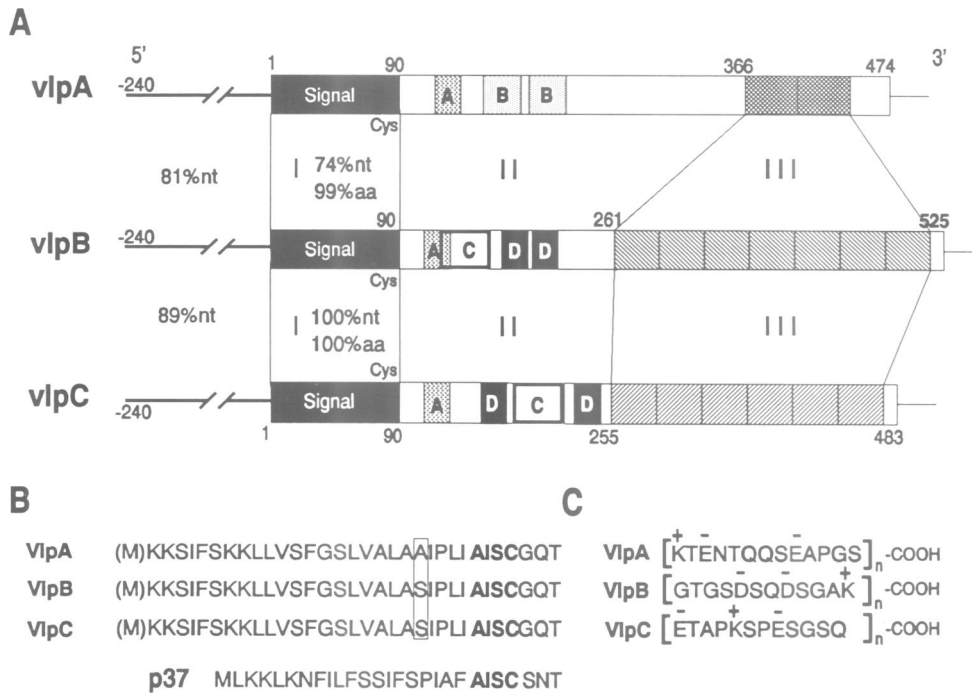 A
5' 1 90 366 474 3'
vlpA -240 Signal A B B
Cys
81%nt I 74%nt II III
99%aa
90 261 525
vlpB -240 Signal A C D D
Cys
89%nt I 100%nt II III
100%aa
Cys
vlpC -240 Signal A D C D
1 90 255 483
B
VlpA (M)KKSIFSKKLLVSFGSLVALAAIPLI AISCGQT
VlpB (M)KKSIFSKKLLVSFGSLVALASIPLI AISCGQT
VlpC (M)KKSIFSKKLLVSFGSLVALASIPLI AISCGQT
p37 MLKKLKNFILFSSIFSPIAF AISC SNT
C
+ - -
VlpA [KTENTQQSEAPGS]n -COOH
- - +
VlpB [GTGSDSQDSGAK]n -COOH
- + -
VlpC [ETAPKSPESGSQ]n -COOH